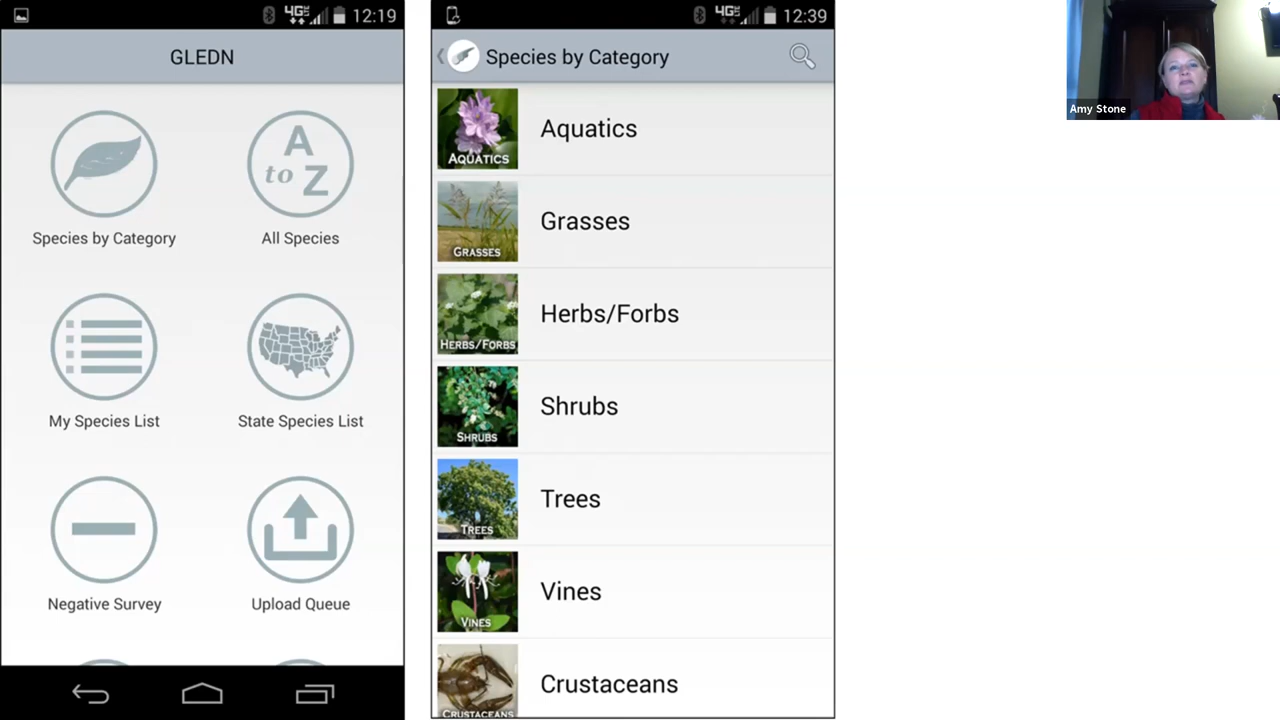 4G 12:19
GLEDN
A
to
Z
Species by Category
All Species
My Species List
State Species List
Negative Survey
Upload Queue
4G 12:39
Species by Category
AQUATICS
Aquatics
GRASSES
Grasses
HERBS/FORBS
Herbs/Forbs
SHRUBS
Shrubs
TREES
Trees
VINES
Vines
CRUSTACEANS
Crustaceans
Amy Stone